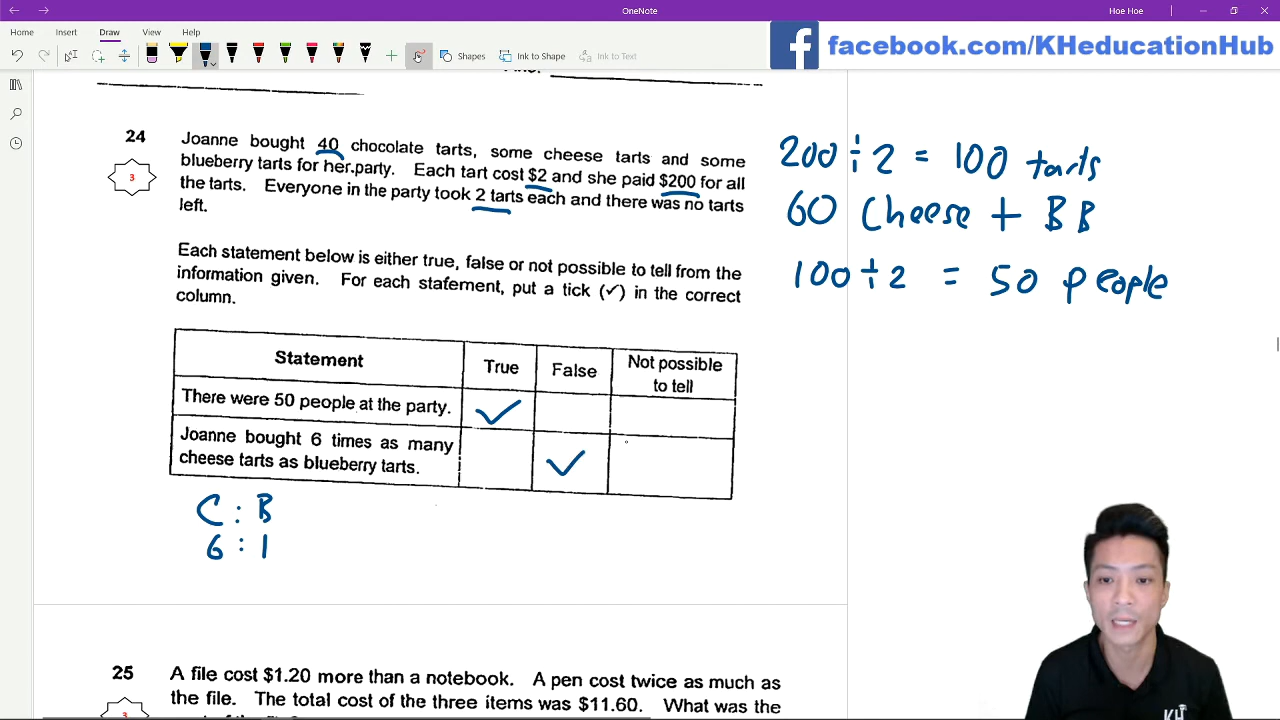 OneNote
Hoe Hoe
Home Insert Draw View Help
Shapes Ink to Shape Ink to Text
facebook.com/KHeducationHub
24 Joanne bought 40 chocolate tarts, some cheese tarts and some
blueberry tarts for her party. Each tart cost $2 and she paid $200 for all
the tarts. Everyone in the party took 2 tarts each and there was no tarts
left.
3
200 ÷ 2 = 100 tarts
60 Cheese + BB
100 ÷ 2 = 50 people
Each statement below is either true, false or not possible to tell from the
information given. For each statement, put a tick (✓) in the correct
column.
Statement True False Not possible
to tell
There were 50 people at the party. ✓
Joanne bought 6 times as many
cheese tarts as blueberry tarts. ✓
C : B
6 : 1
25 A file cost $1.20 more than a notebook. A pen cost twice as much as
the file. The total cost of the three items was $11.60. What was the
3
KH